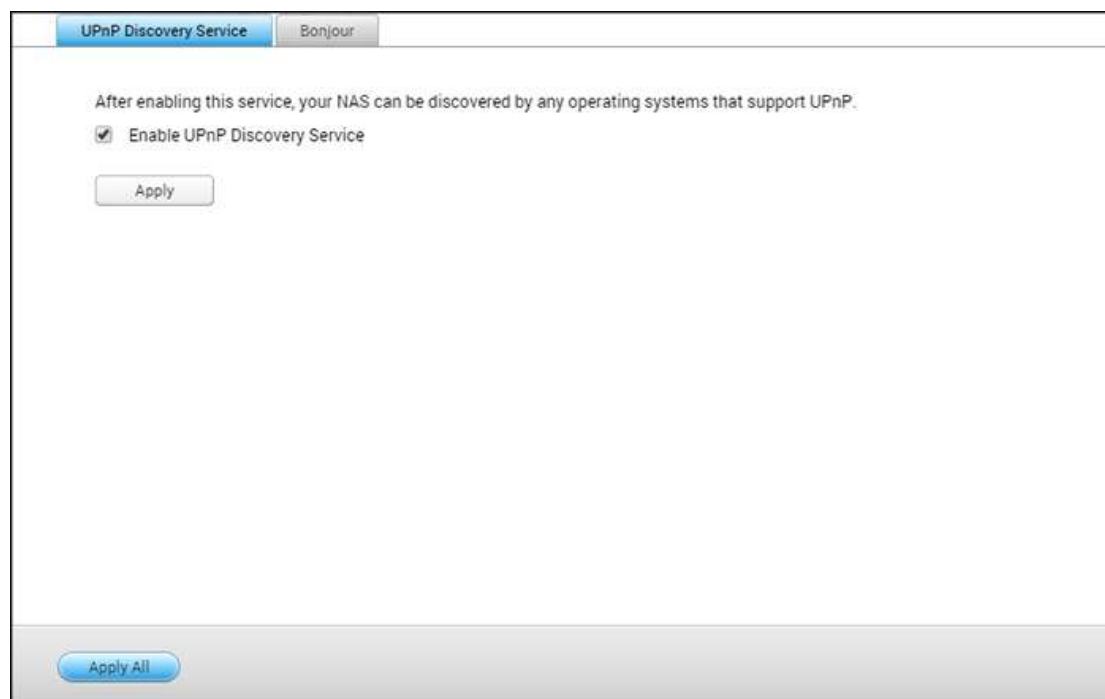 UPnP Discovery Service Bonjour
After enabling this service, your NAS can be discovered by any operating systems that support UPnP.
Enable UPnP Discovery Service
Apply
Apply All